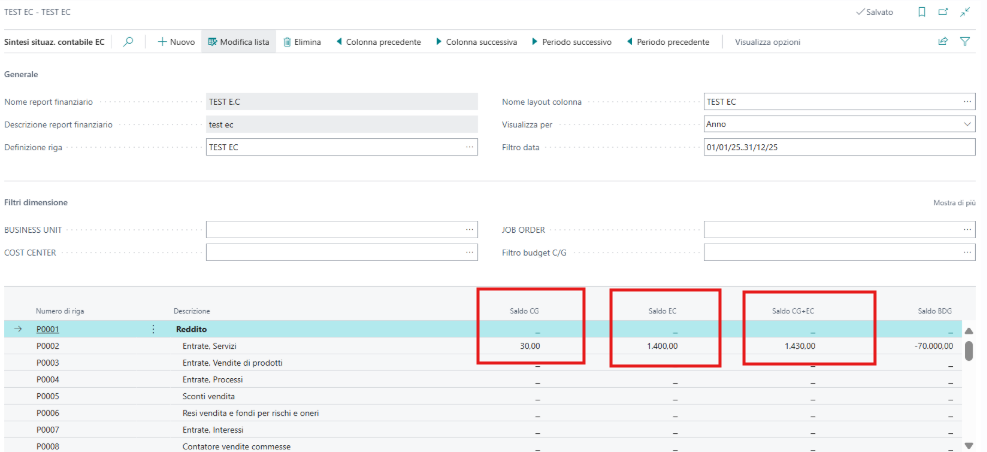 TEST EC - TEST EC
Salvato
Sintesi situaz. contabile EC
Nuovo
Modifica lista
Elimina
Colonna precedente
Colonna successiva
Periodo successivo
Periodo precedente
Visualizza opzioni
Generale
Nome report finanziario TEST E.C
Nome layout colonna TEST EC
Descrizione report finanziario test ec
Visualizza per Anno
Definizione riga TEST EC
Filtro data 01/01/25..31/12/25
Filtri dimensione
Mostra di più
BUSINESS UNIT
JOB ORDER
COST CENTER
Filtro budget C/G
Numero di riga Descrizione Saldo CG Saldo EC Saldo CG+EC Saldo BDG
P0001 Reddito _ _ _ _
P0002 Entrate, Servizi 30,00 1.400,00 1.430,00 -70.000,00
P0003 Entrate, Vendite di prodotti _ _ _ _
P0004 Entrate, Processi _ _ _ _
P0005 Sconti vendita _ _ _ _
P0006 Resi vendita e fondi per rischi e oneri _ _ _ _
P0007 Entrate, Interessi _ _ _ _
P0008 Contatore vendite commesse _ _ _ _